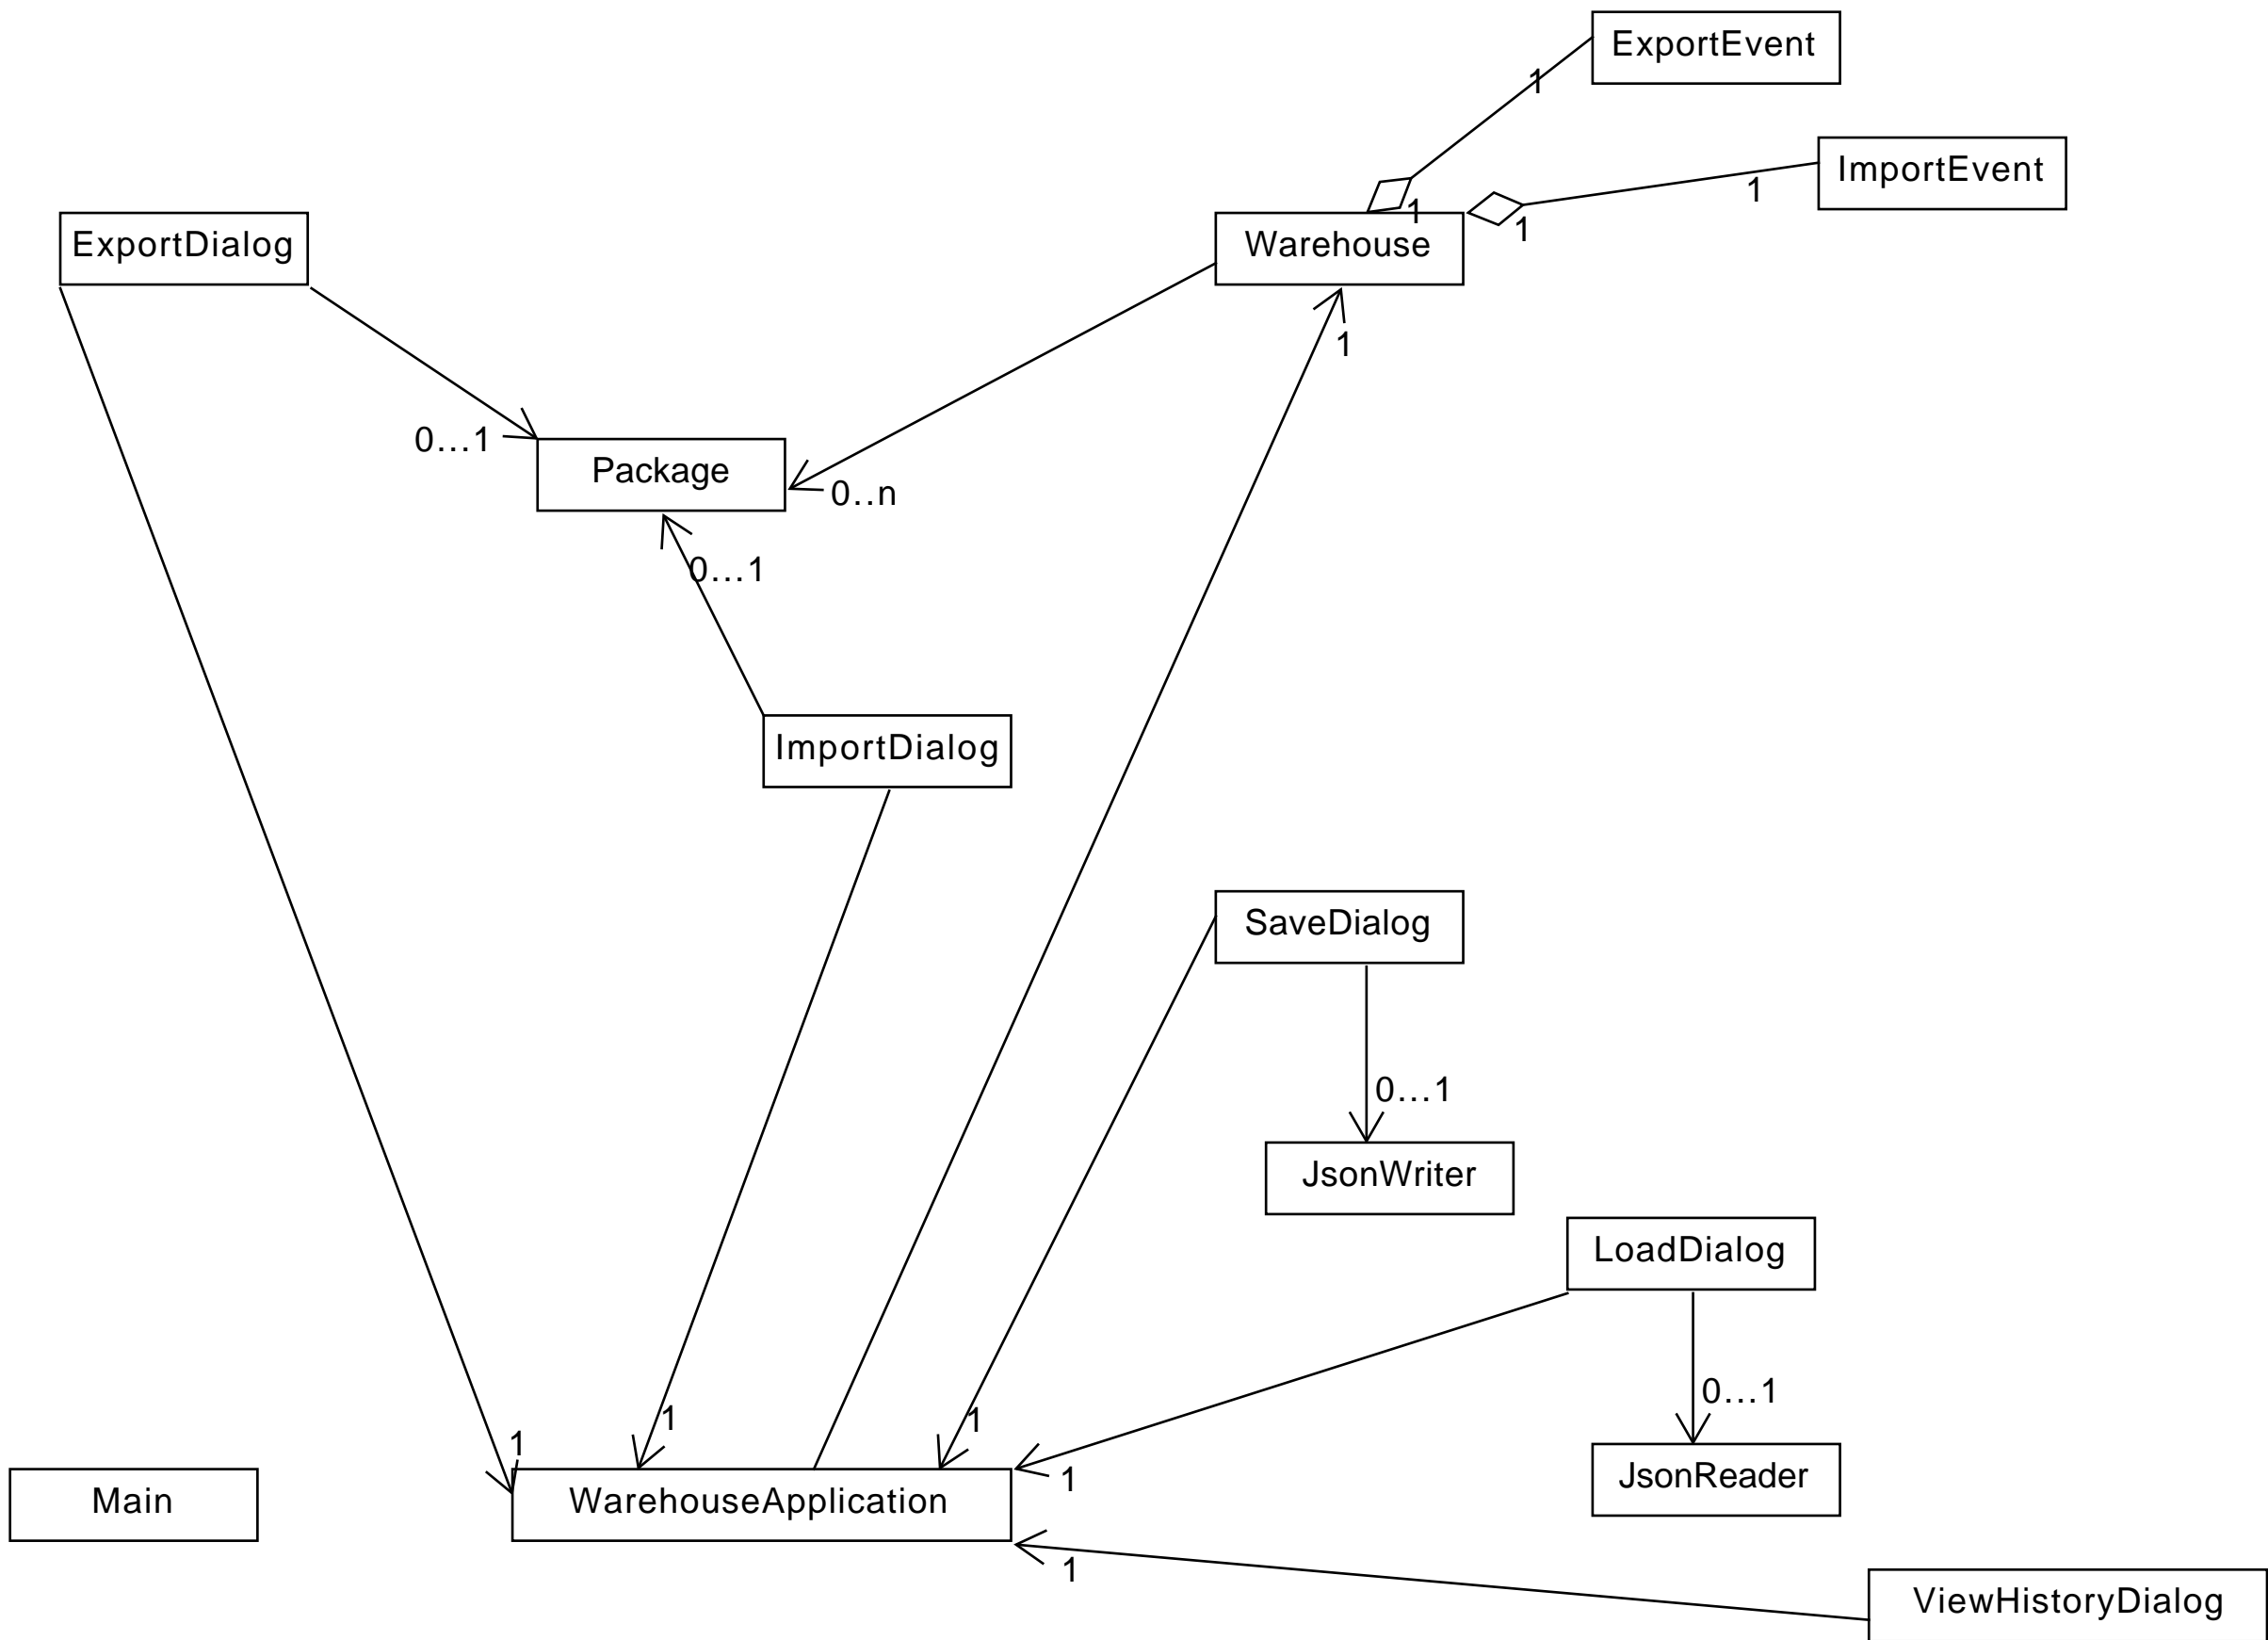 ExportEvent
1
ImportEvent
1
1
1
ExportDialog
Warehouse
1
0...1
Package
0..n
0...1
ImportDialog
SaveDialog
0...1
JsonWriter
LoadDialog
0...1
1
1
1
JsonReader
1
Main
WarehouseApplication
1
ViewHistoryDialog